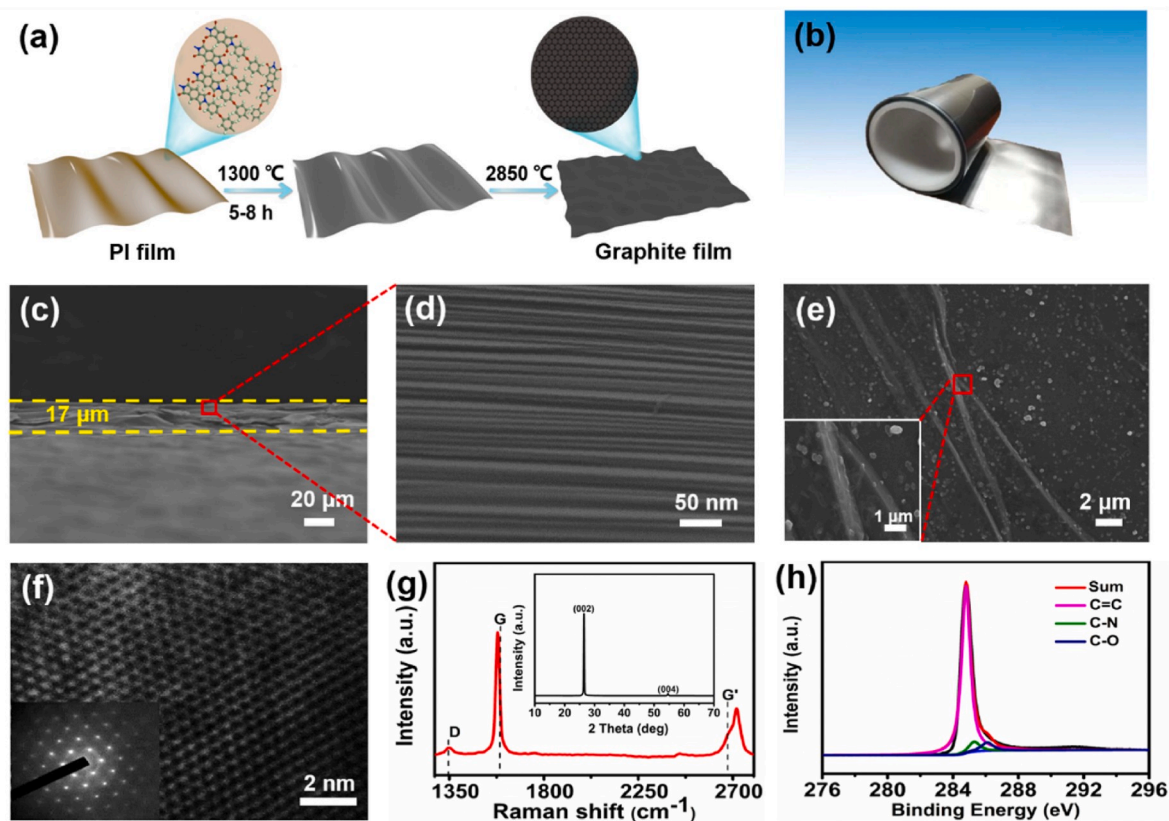 (a)
1300 ℃
5-8 h
2850 ℃
PI film
Graphite film
(b)
(c)
17 μm
20 μm
(d)
50 nm
(e)
1 μm
2 μm
(f)
2 nm
(g)
Intensity (a.u.)
D
G
G'
1350
1800
2250
2700
Raman shift (cm-1)
Intensity (a.u.)
(002)
(004)
10
20
30
40
50
60
70
2 Theta (deg)
(h)
Intensity (a.u.)
Sum
C=C
C-N
C-O
276
280
284
288
292
296
Binding Energy (eV)